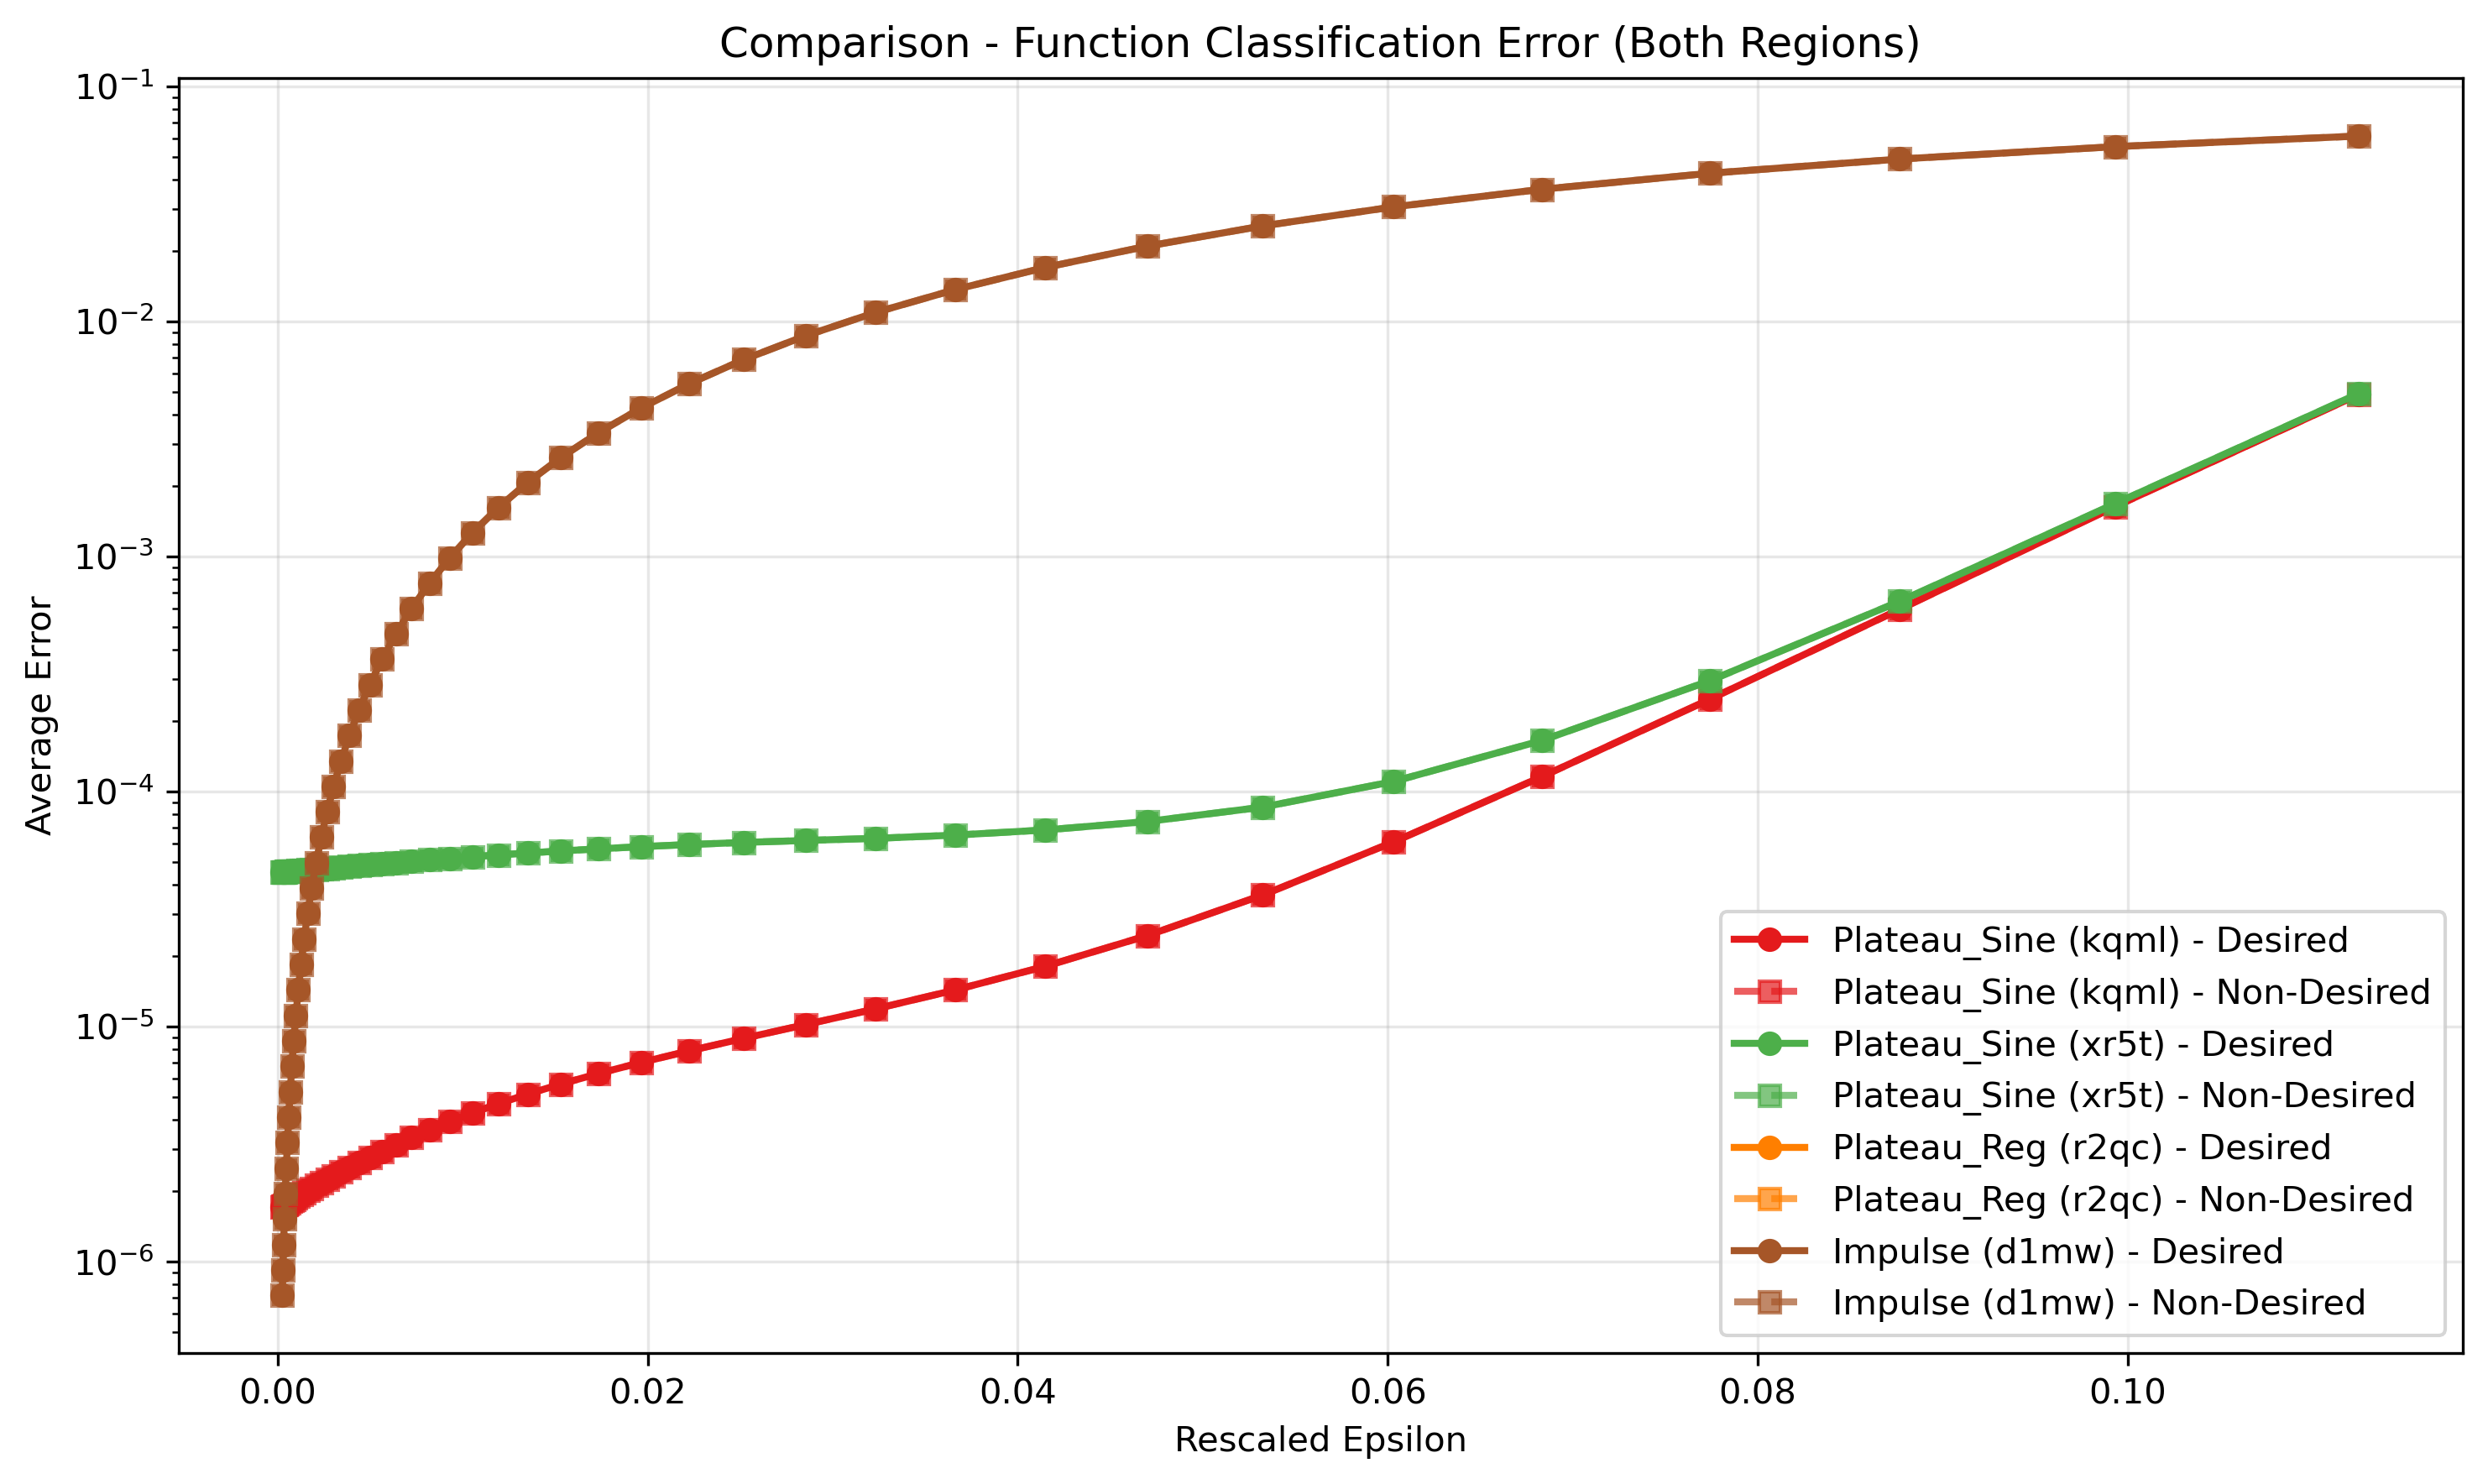 Comparison - Function Classification Error (Both Regions)
Average Error
10⁻¹
10⁻²
10⁻³
10⁻⁴
10⁻⁵
10⁻⁶
Plateau_Sine (kqml) - Desired
Plateau_Sine (kqml) - Non-Desired
Plateau_Sine (xr5t) - Desired
Plateau_Sine (xr5t) - Non-Desired
Plateau_Reg (r2qc) - Desired
Plateau_Reg (r2qc) - Non-Desired
Impulse (d1mw) - Desired
Impulse (d1mw) - Non-Desired
0.00 0.02 0.04 0.06 0.08 0.10
Rescaled Epsilon